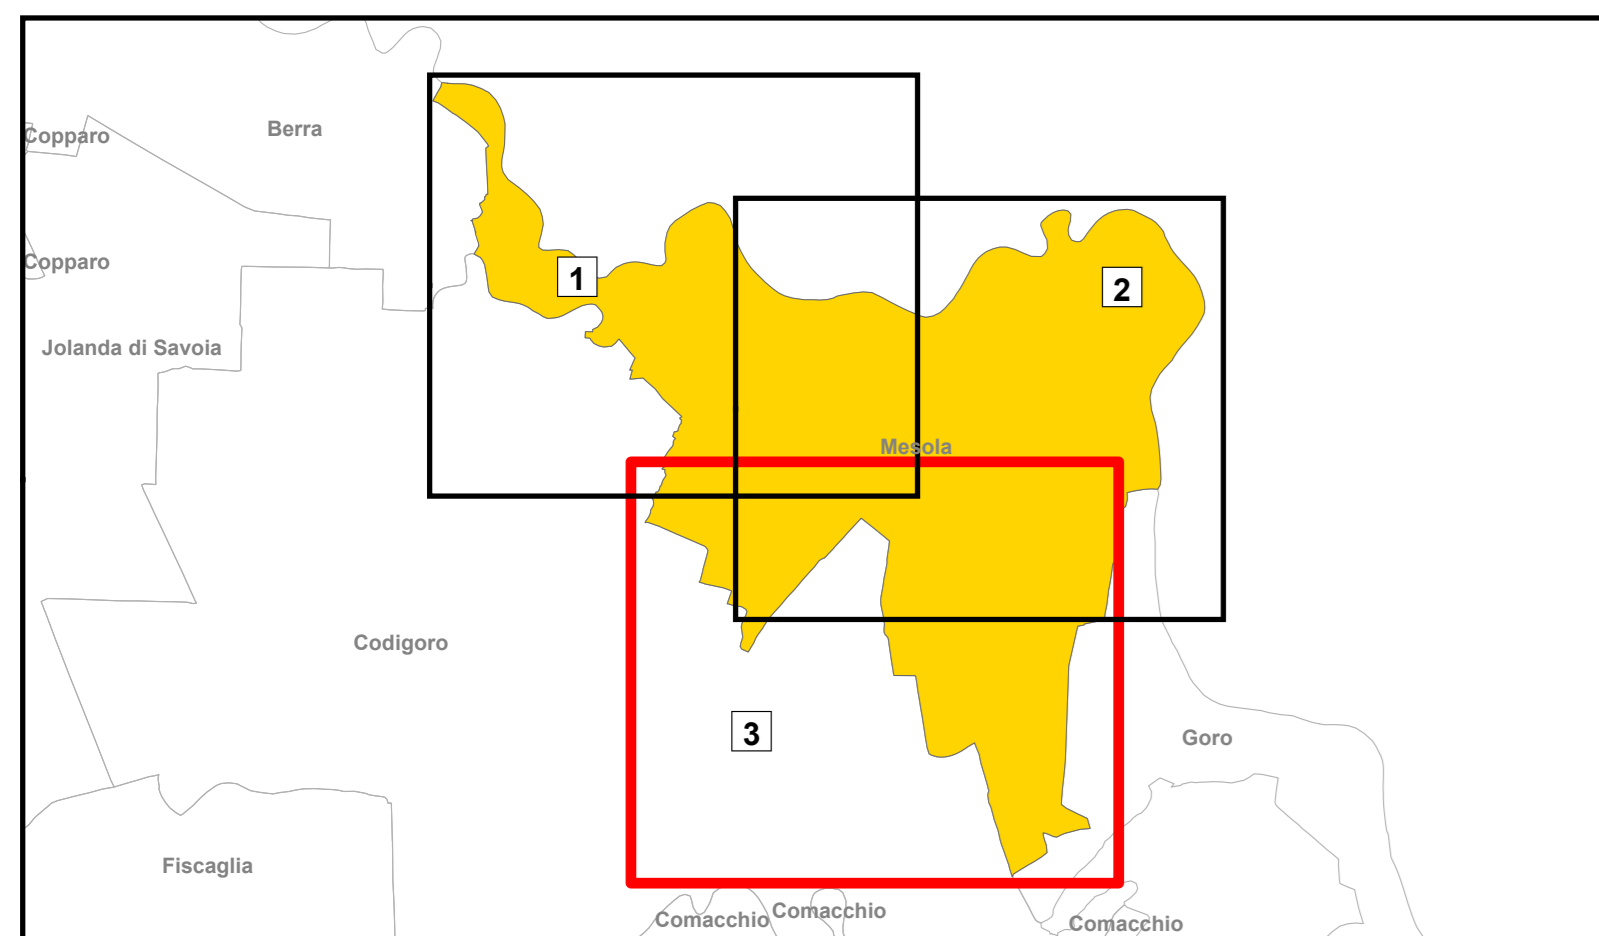 Berra
Copparo
Copparo
1
2
Jolanda di Savoia
Mesola
Codigoro
3
Goro
Fiscaglia
Comacchio
Comacchio
Comacchio